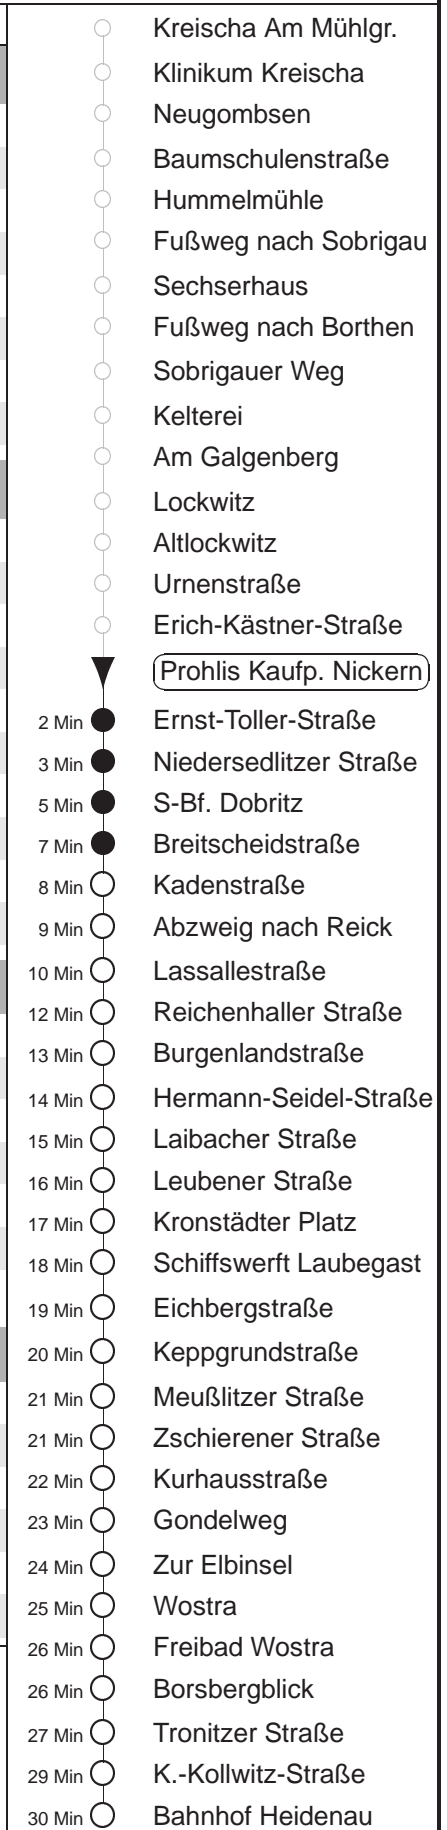 Kreischa Am Mühlgr.
Klinikum Kreischa
Neugombsen
Baumschulenstraße
Hummelmühle
Fußweg nach Sobrigau
Sechserhaus
Fußweg nach Borthen
Sobrigauer Weg
Kelterei
Am Galgenberg
Lockwitz
Altlockwitz
Urnenstraße
Erich-Kästner-Straße
Prohlis Kaufp. Nickern
2 Min Ernst-Toller-Straße
3 Min Niedersedlitzer Straße
5 Min S-Bf. Dobritz
7 Min Breitscheidstraße
8 Min Kadenstraße
9 Min Abzweig nach Reick
10 Min Lassallestraße
12 Min Reichenhaller Straße
13 Min Burgenlandstraße
14 Min Hermann-Seidel-Straße
15 Min Laibacher Straße
16 Min Leubener Straße
17 Min Kronstädter Platz
18 Min Schiffswerft Laubegast
19 Min Eichbergstraße
20 Min Keppgrundstraße
21 Min Meußlitzer Straße
21 Min Zschierener Straße
22 Min Kurhausstraße
23 Min Gondelweg
24 Min Zur Elbinsel
25 Min Wostra
26 Min Freibad Wostra
26 Min Borsbergblick
27 Min Tronitzer Straße
29 Min K.-Kollwitz-Straße
30 Min Bahnhof Heidenau